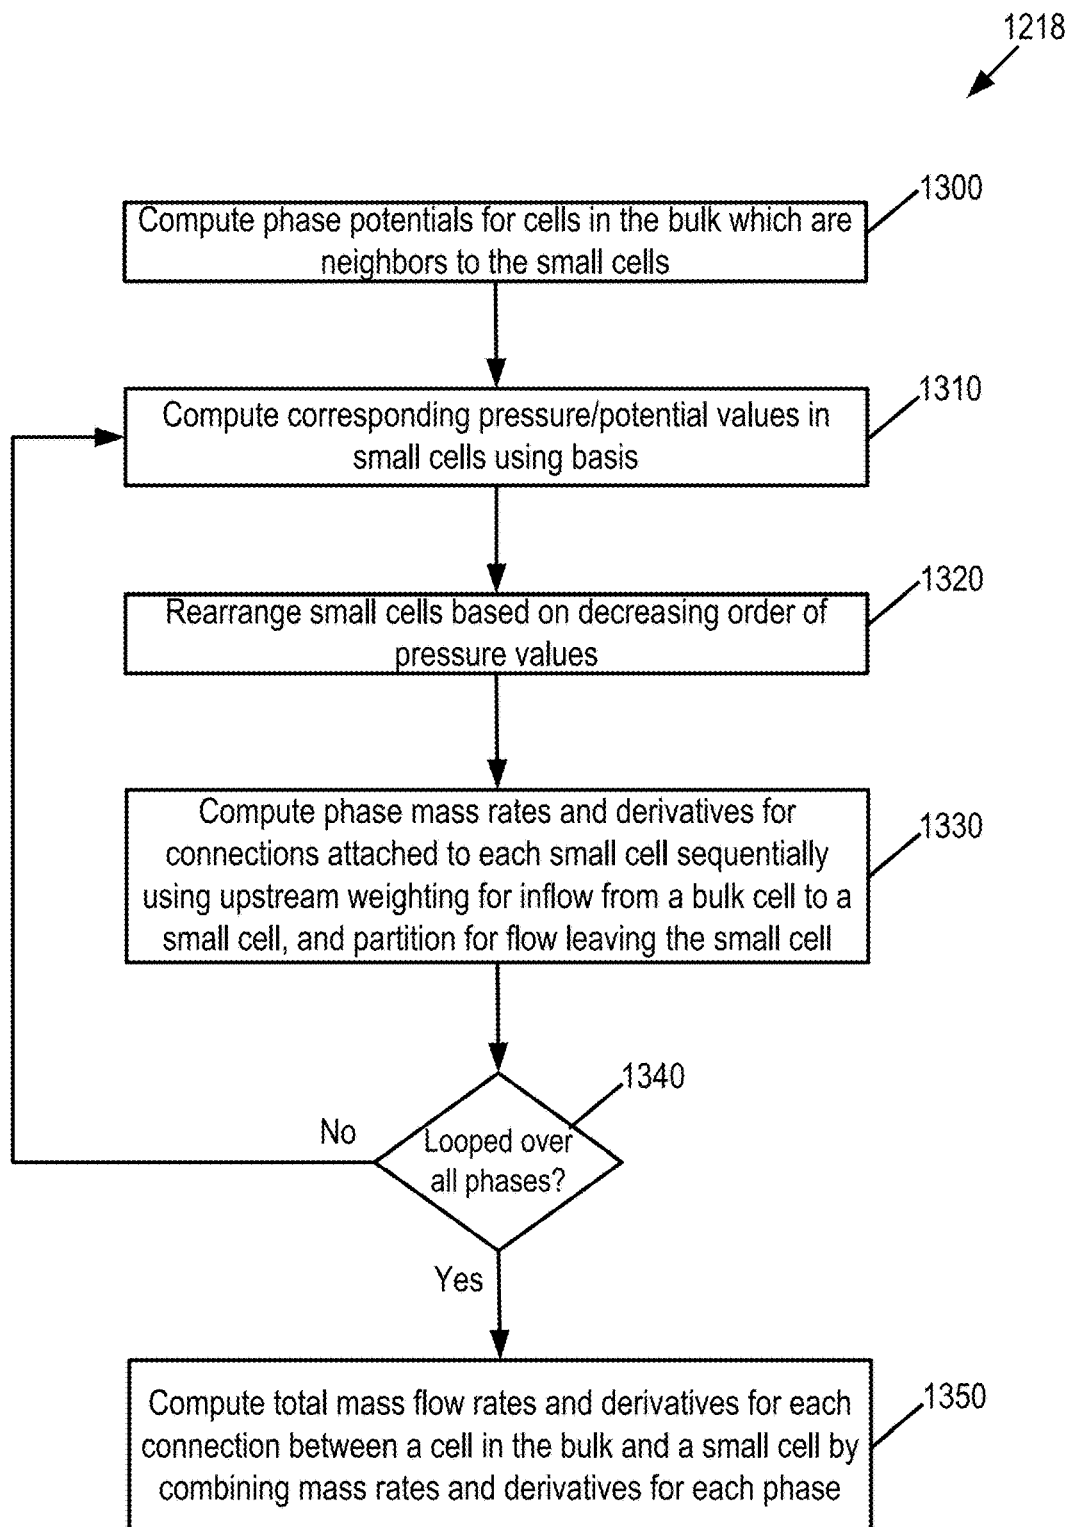 1218
1300
Compute phase potentials for cells in the bulk which are
neighbors to the small cells
1310
Compute corresponding pressure/potential values in
small cells using basis
1320
Rearrange small cells based on decreasing order of
pressure values
1330
Compute phase mass rates and derivatives for
connections attached to each small cell sequentially
using upstream weighting for inflow from a bulk cell to a
small cell, and partition for flow leaving the small cell
1340
No
Looped over
all phases?
Yes
1350
Compute total mass flow rates and derivatives for each
connection between a cell in the bulk and a small cell by
combining mass rates and derivatives for each phase